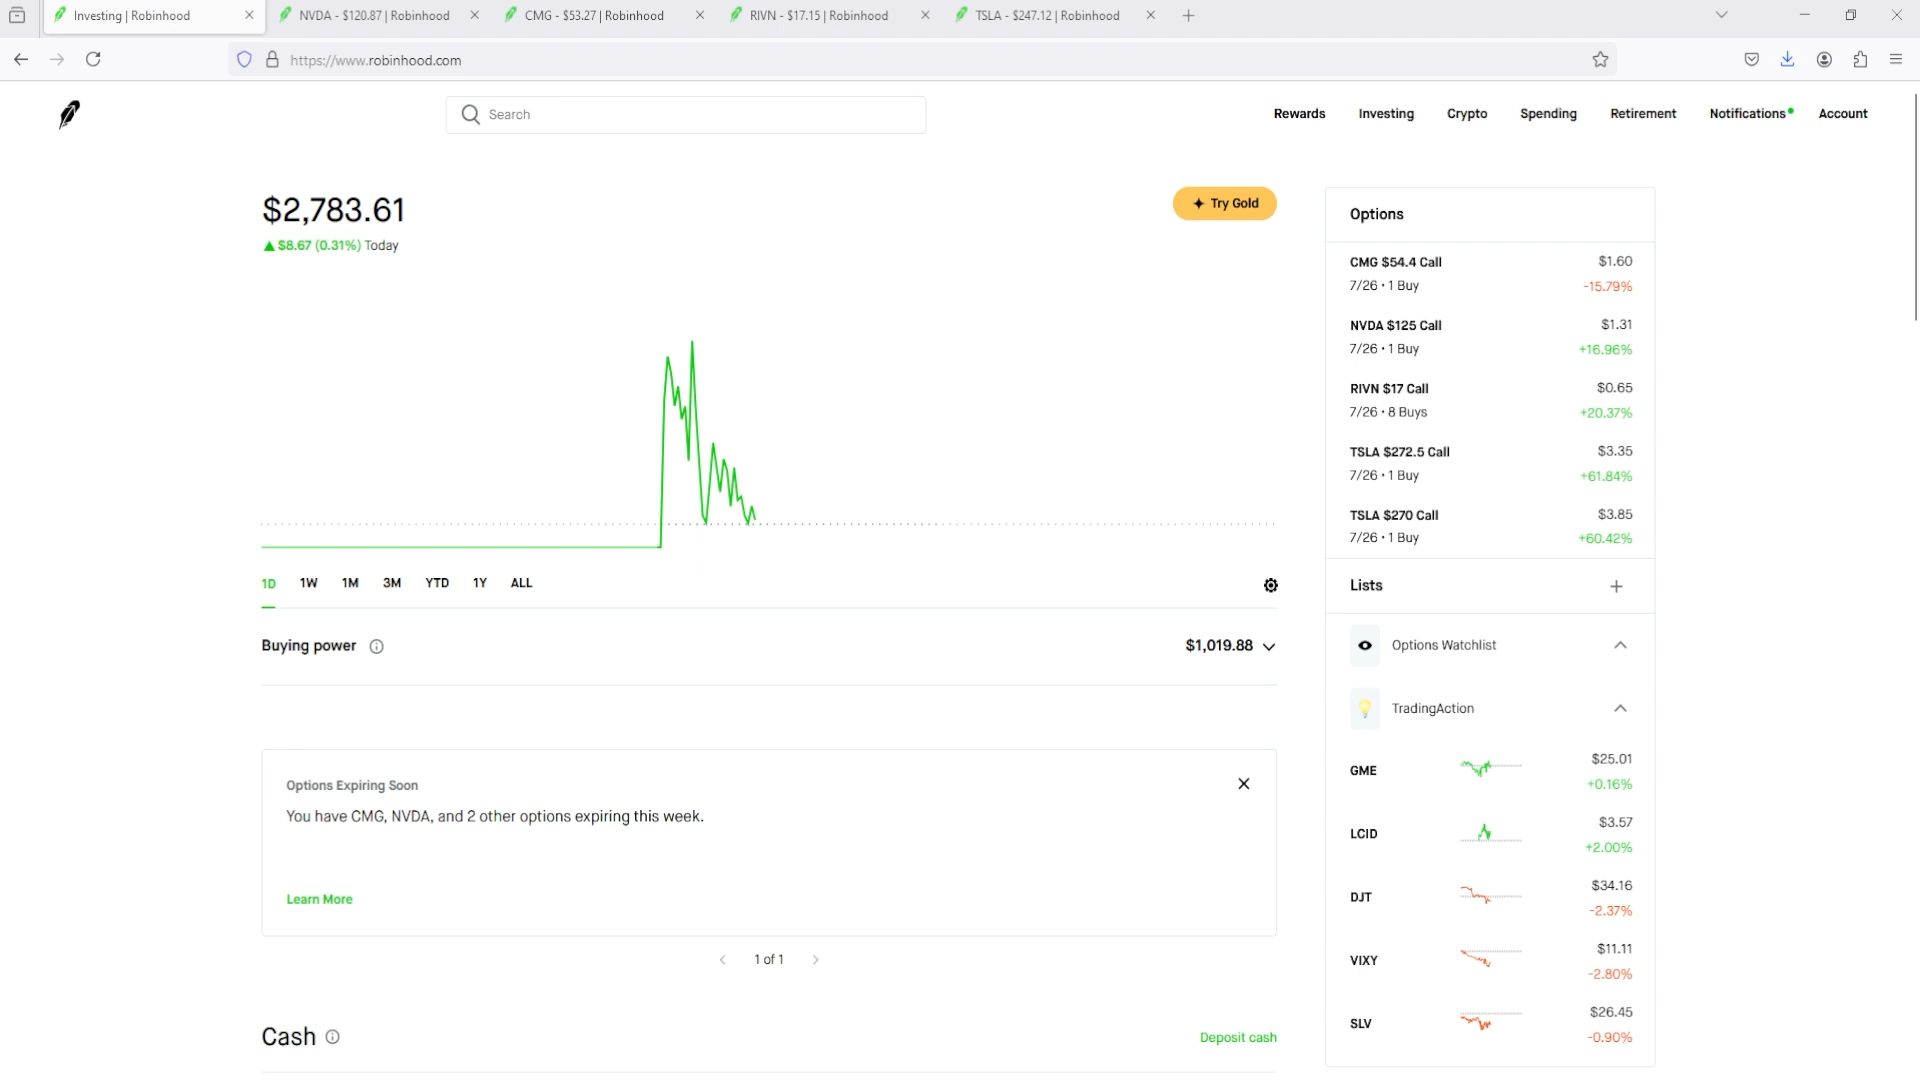 Investing | Robinhood
NVDA - $120.87 | Robinhood
CMG - $53.27 | Robinhood
RIVN - $17.15 | Robinhood
TSLA - $247.12 | Robinhood
https://www.robinhood.com
Search
Rewards
Investing
Crypto
Spending
Retirement
Notifications
Account
$2,783.61
▲ $8.67 (0.31%) Today
Try Gold
1D
1W
1M
3M
YTD
1Y
ALL
Buying power
$1,019.88
Options Expiring Soon
You have CMG, NVDA, and 2 other options expiring this week.
Learn More
1 of 1
Cash
Deposit cash
Options
CMG $54.4 Call $1.60
7/26 · 1 Buy -15.79%
NVDA $125 Call $1.31
7/26 · 1 Buy +16.96%
RIVN $17 Call $0.65
7/26 · 8 Buys +20.37%
TSLA $272.5 Call $3.35
7/26 · 1 Buy +61.84%
TSLA $270 Call $3.85
7/26 · 1 Buy +60.42%
Lists
Options Watchlist
TradingAction
GME
$25.01
+0.16%
LCID
$3.57
+2.00%
DJT
$34.16
-2.37%
VIXY
$11.11
-2.80%
SLV
$26.45
-0.90%